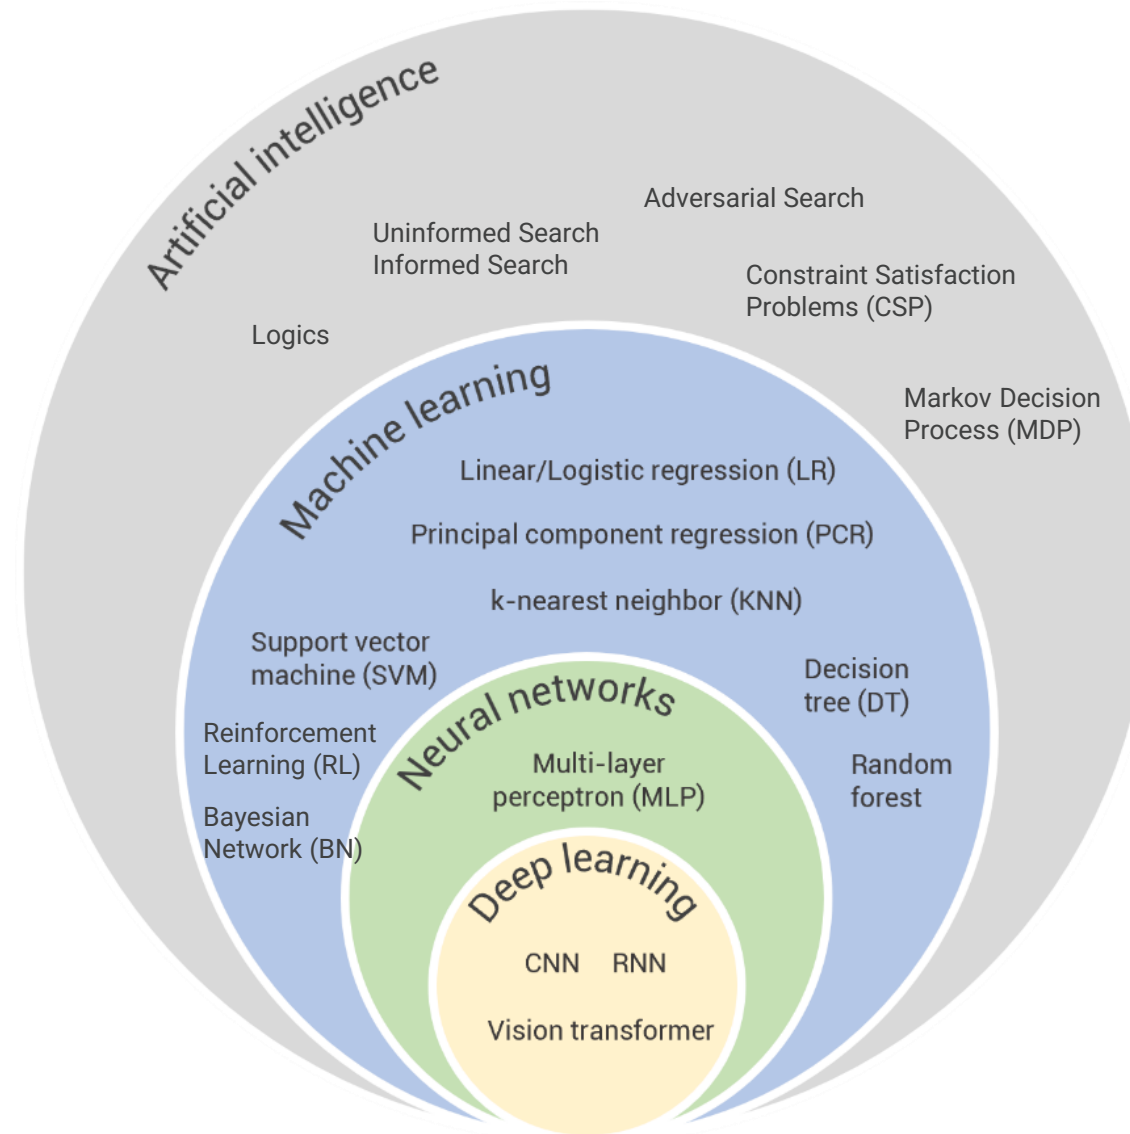 Artificial intelligence
Adversarial Search
Uninformed Search
Informed Search
Constraint Satisfaction
Problems (CSP)
Logics
Markov Decision
Process (MDP)
Machine learning
Linear/Logistic regression (LR)
Principal component regression (PCR)
k-nearest neighbor (KNN)
Support vector
machine (SVM)
Decision
tree (DT)
Reinforcement
Learning (RL)
Random
forest
Bayesian
Network (BN)
Neural networks
Multi-layer
perceptron (MLP)
Deep learning
CNN RNN
Vision transformer